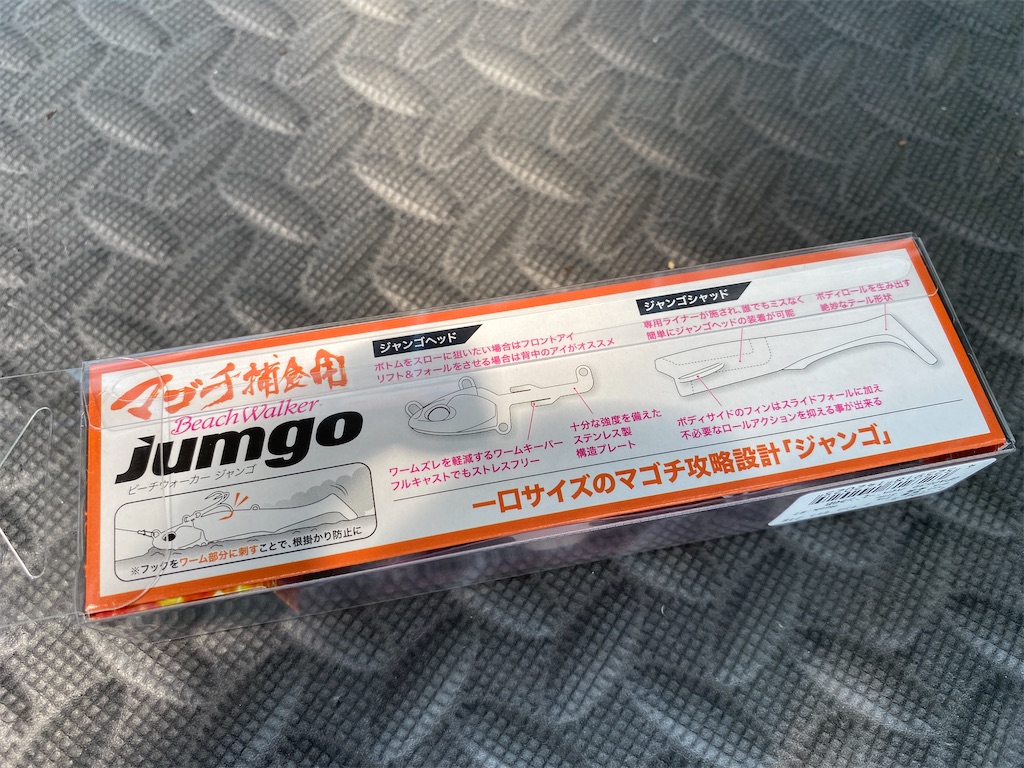 マゴチ捕食用
BeachWalker
jumgo
ビーチウォーカー ジャンゴ
※フックをワーム部分に刺すことで、根掛かり防止に
ジャンゴヘッド
ボトムをスローに狙いたい場合はフロントアイ
リフト&フォールをさせる場合は背中のアイがオススメ
ワームズレを軽減するワームキーパー
フルキャストでもストレスフリー
十分な強度を備えた
ステンレス製
構造プレート
ジャンゴシャッド
専用ライナーが施され、誰でもミスなく
簡単にジャンゴヘッドの装着が可能
ボディロールを生み出す
絶妙なテール形状
ボディサイドのフィンはスライドフォールに加え
不必要なロールアクションを抑える事が出来る
一口サイズのマゴチ攻略設計「ジャンゴ」